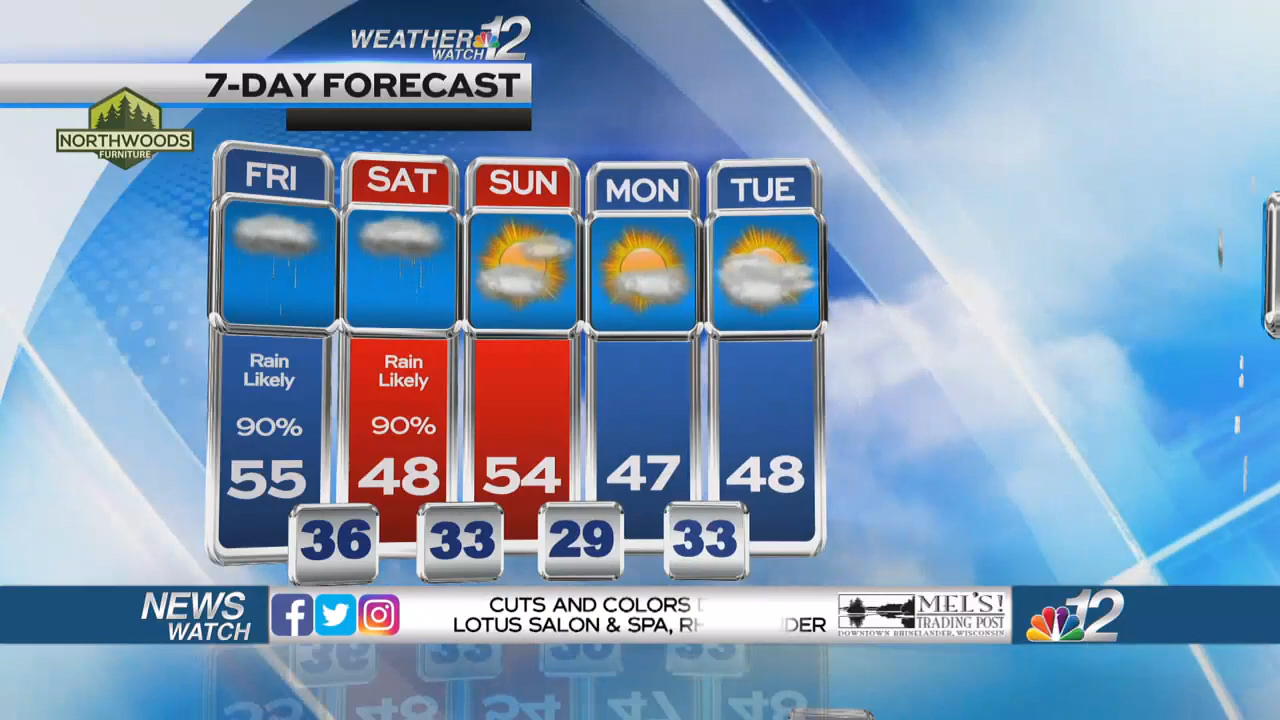 WEATHER 12
WATCH
7-DAY FORECAST
NORTHWOODS
FURNITURE
FRI SAT SUN MON TUE
Rain Likely Rain Likely
90% 90%
55 48 54 47 48
36 33 29 33
NEWS WATCH
CUTS AND COLORS
LOTUS SALON & SPA,
MEL'S!
TRADING POST
DOWNTOWN RHINELANDER, WISCONSIN
12